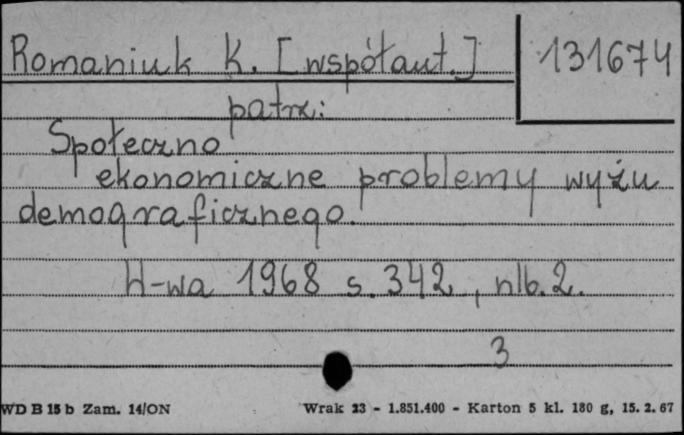 Romaniuk K. [współaut.] 131674
patrz:
Społeczno
ekonomiczne problemy wyżu
demograficznego.
W-wa 1968 s. 342, nlb. 2.
3
WD B 15 b Zam. 14/ON Wrak 23 - 1.851.400 - Karton 5 kl. 180 g, 15. 2. 67